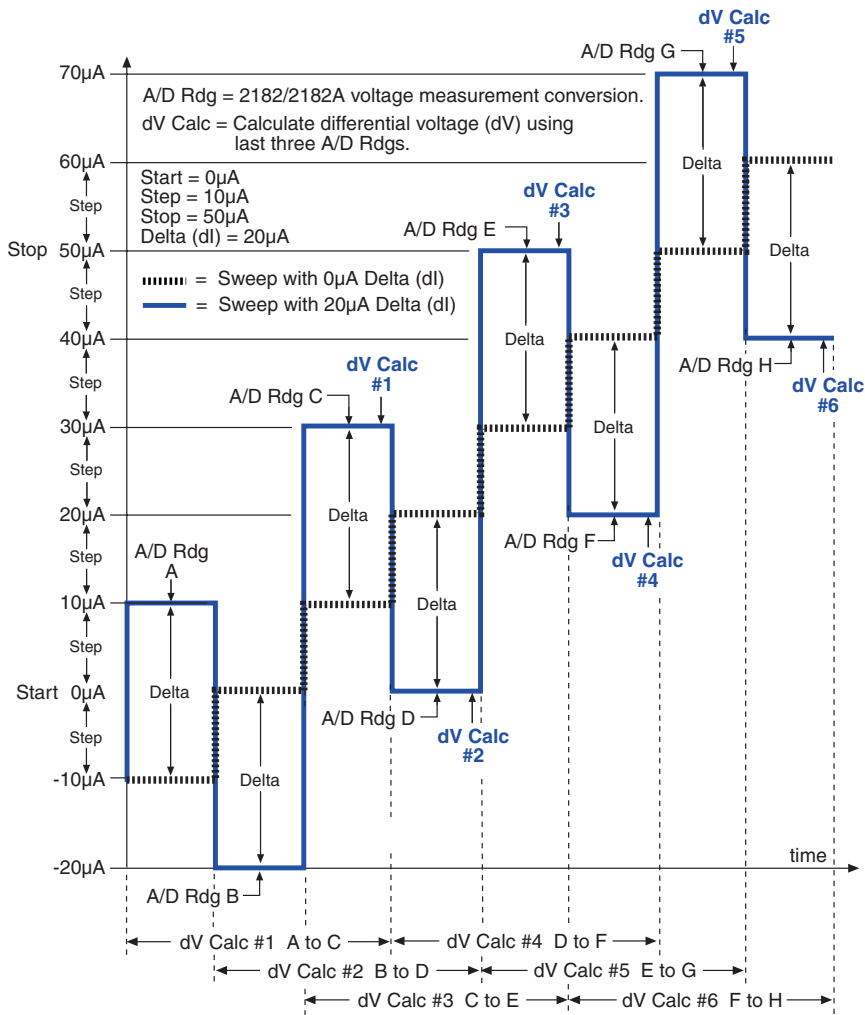 dV Calc
#5
A/D Rdg G
70µA
A/D Rdg = 2182/2182A voltage measurement conversion.
dV Calc = Calculate differential voltage (dV) using
last three A/D Rdgs.
Delta
60µA
Start = 0µA
Step = 10µA
Stop = 50µA
Delta (dI) = 20µA
dV Calc
#3
Step
A/D Rdg E
Delta
Stop 50µA
= Sweep with 0µA Delta (dI)
= Sweep with 20µA Delta (dI)
Step
Delta
40µA
dV Calc
#1
A/D Rdg H
dV Calc
#6
Step
A/D Rdg C
30µA
Delta
Step
Delta
20µA
A/D Rdg F
dV Calc
#4
A/D Rdg
A
Step
10µA
Delta
Step
Delta
Start 0µA
A/D Rdg D
dV Calc
#2
Step
Delta
-10µA
time
-20µA
A/D Rdg B
dV Calc #1 A to C
dV Calc #4 D to F
dV Calc #2 B to D
dV Calc #5 E to G
dV Calc #3 C to E
dV Calc #6 F to H